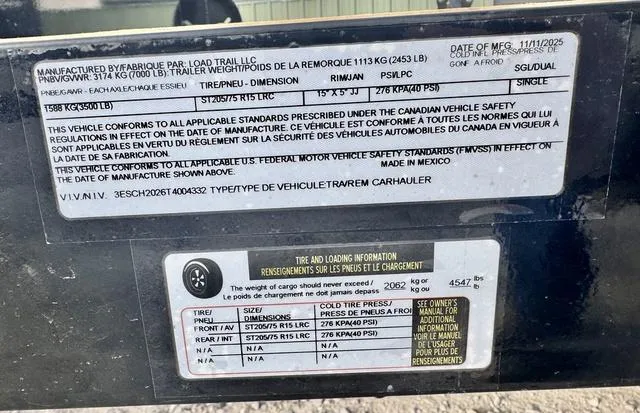 MANUFACTURED BY/FABRIQUE PAR: LOAD TRAIL LLC DATE OF MFG 11/11/2025
PNBV/GVWR: 3174 KG (7000 LB) TRAILER WEIGHT/POIDS DE LA REMORQUE 1113 KG (2453 LB) COLD INFL. PRESS/PRESS DE GONF A FROID
PNBE/GAWR - EACH AXLE/CHAQUE ESSIEU TIRE/PNEU - DIMENSION RIM/JAN PSI/LPC SGL/DUAL
1588 KG(3500 LB) ST205/75 R15 LRC 15" X 5" JJ 276 KPA(40 PSI) SINGLE
THIS VEHICLE CONFORMS TO ALL APPLICABLE STANDARDS PRESCRIBED UNDER THE CANADIAN VEHICLE SAFETY
REGULATIONS IN EFFECT ON THE DATE OF MANUFACTURE. CE VÉHICULE EST CONFORME À TOUTES LES NORMES QUI LUI
SONT APPLICABLES EN VERTU DU RÈGLEMENT SUR LA SÉCURITÉ DES VÉHICULES AUTOMOBILES DU CANADA EN VIGUEUR À
LA DATE DE SA FABRICATION.
THIS VEHICLE CONFORMS TO ALL APPLICABLE U.S. FEDERAL MOTOR VEHICLE SAFETY STANDARDS (FMVSS) IN EFFECT ON
THE DATE OF MANUFACTURE SHOWN ABOVE. MADE IN MEXICO
V.I.V./N.I.V. 3ESCH2026T4004332 TYPE/TYPE DE VEHICULE:TRA/REM CARHAULER
TIRE AND LOADING INFORMATION
RENSEIGNEMENTS SUR LES PNEUS ET LE CHARGEMENT
The weight of cargo should never exceed / 2062 kg or 4547 lbs
Le poids de chargement ne doit jamais depass kg ou lb
TIRE/ PNEU SIZE/ DIMENSIONS COLD TIRE PRESS/ PRESS DE PNEUS A FROI
FRONT / AV ST205/75 R15 LRC 276 KPA(40 PSI)
REAR / INT ST205/75 R15 LRC 276 KPA(40 PSI)
N / A N / A N / A
N / A N / A N / A
SEE OWNER'S
MANUAL FOR
ADDITIONAL
INFORMATION
VOIR LE MANUEL
DE L'USAGER
POUR PLUS DE
RENSEIGNEMENTS